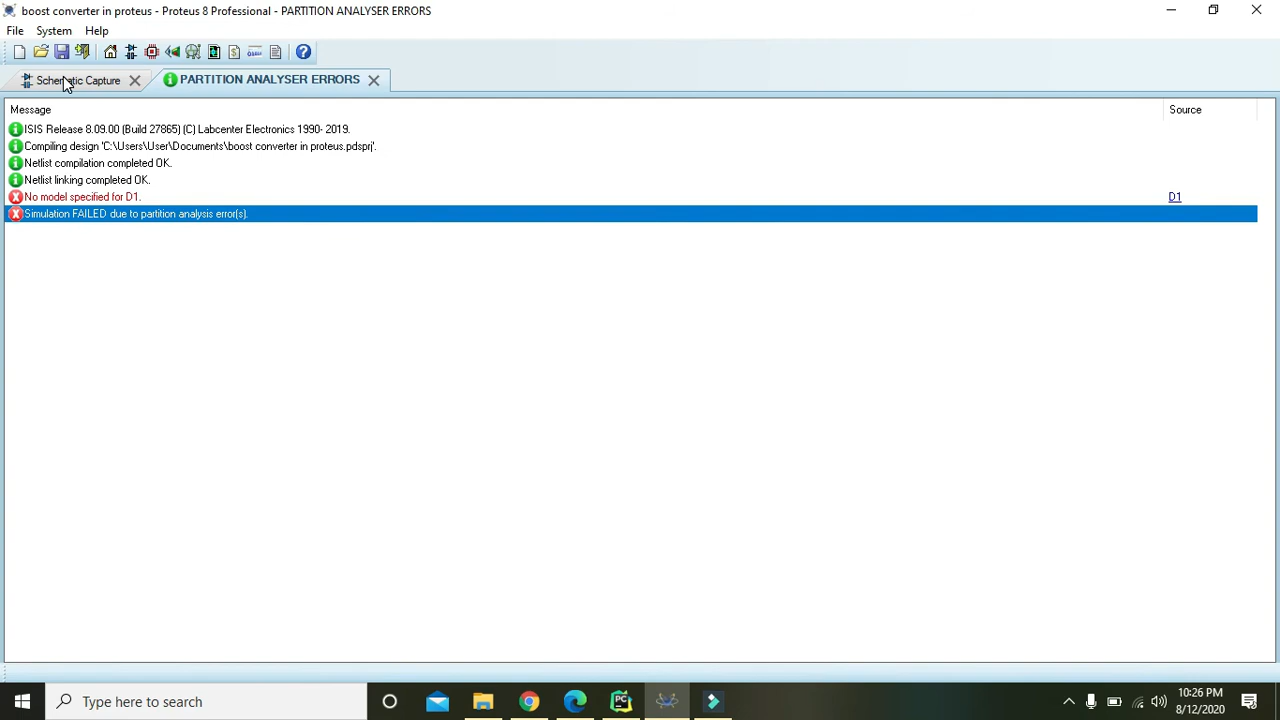 boost converter in proteus - Proteus 8 Professional - PARTITION ANALYSER ERRORS
File System Help
Schematic Capture PARTITION ANALYSER ERRORS
Message Source
ISIS Release 8.09.00 (Build 27865) (C) Labcenter Electronics 1990- 2019.
Compiling design 'C:\Users\User\Documents\boost converter in proteus.pdsprj'.
Netlist compilation completed OK.
Netlist linking completed OK.
No model specified for D1. D1
Simulation FAILED due to partition analysis error(s).
Type here to search
10:26 PM
8/12/2020